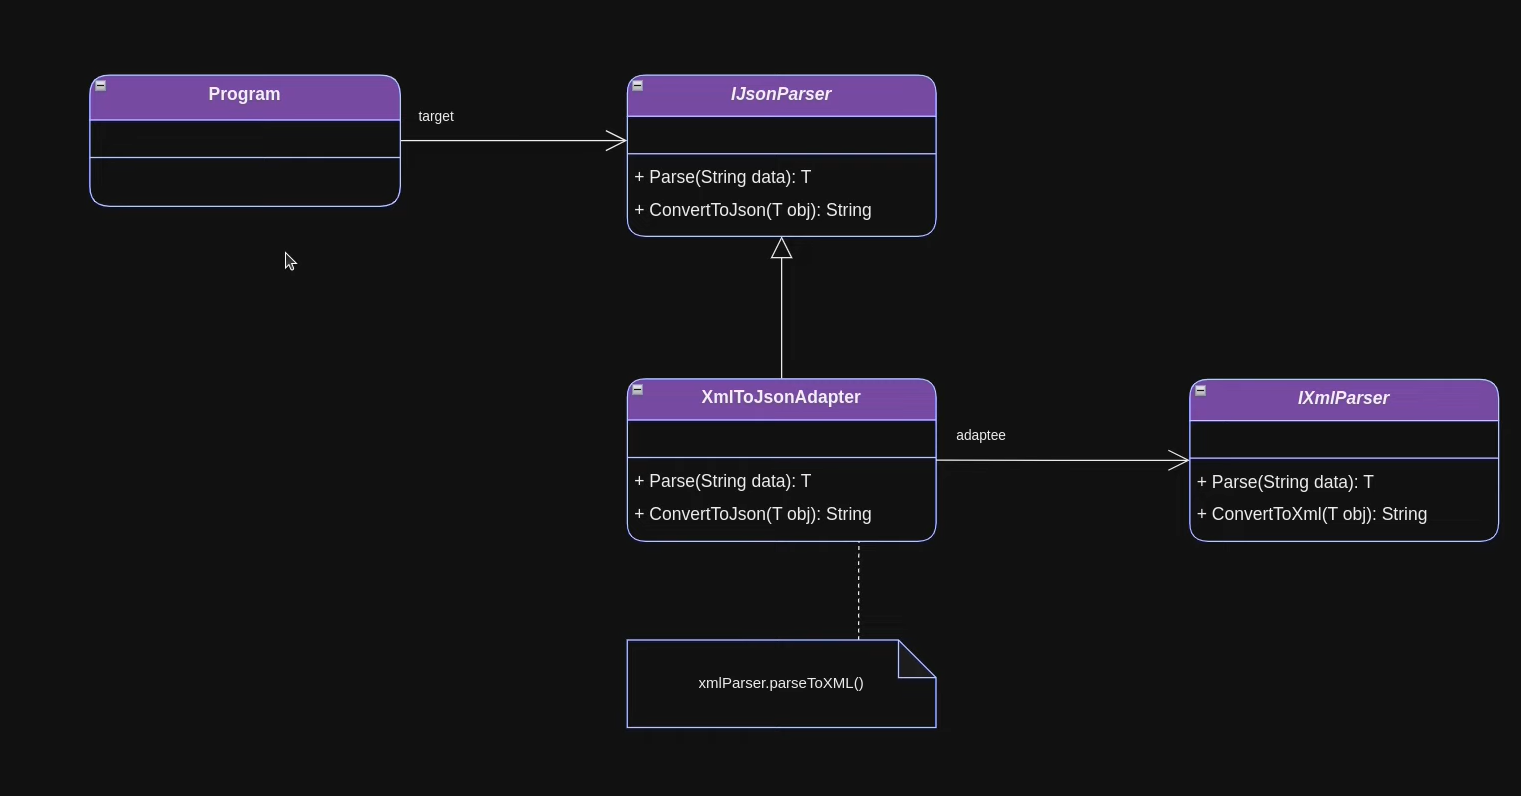 Program
target
IJsonParser
+ Parse(String data): T
+ ConvertToJson(T obj): String
XmlToJsonAdapter
+ Parse(String data): T
+ ConvertToJson(T obj): String
adaptee
IXmlParser
+ Parse(String data): T
+ ConvertToXml(T obj): String
xmlParser.parseToXML()